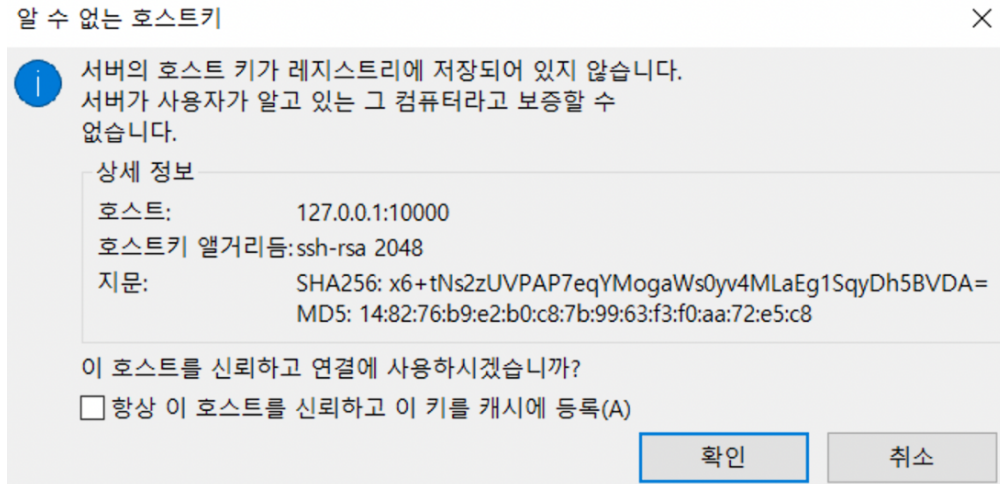 알 수 없는 호스트키
서버의 호스트 키가 레지스트리에 저장되어 있지 않습니다.
서버가 사용자가 알고 있는 그 컴퓨터라고 보증할 수
없습니다.
상세 정보
호스트: 127.0.0.1:10000
호스트키 앨거리듬: ssh-rsa 2048
지문: SHA256: x6+tNs2zUVPAP7eqYMogaWs0yv4MLaEg1SqyDh5BVDA=
MD5: 14:82:76:b9:e2:b0:c8:7b:99:63:f3:f0:aa:72:e5:c8
이 호스트를 신뢰하고 연결에 사용하시겠습니까?
항상 이 호스트를 신뢰하고 이 키를 캐시에 등록(A)
확인 취소